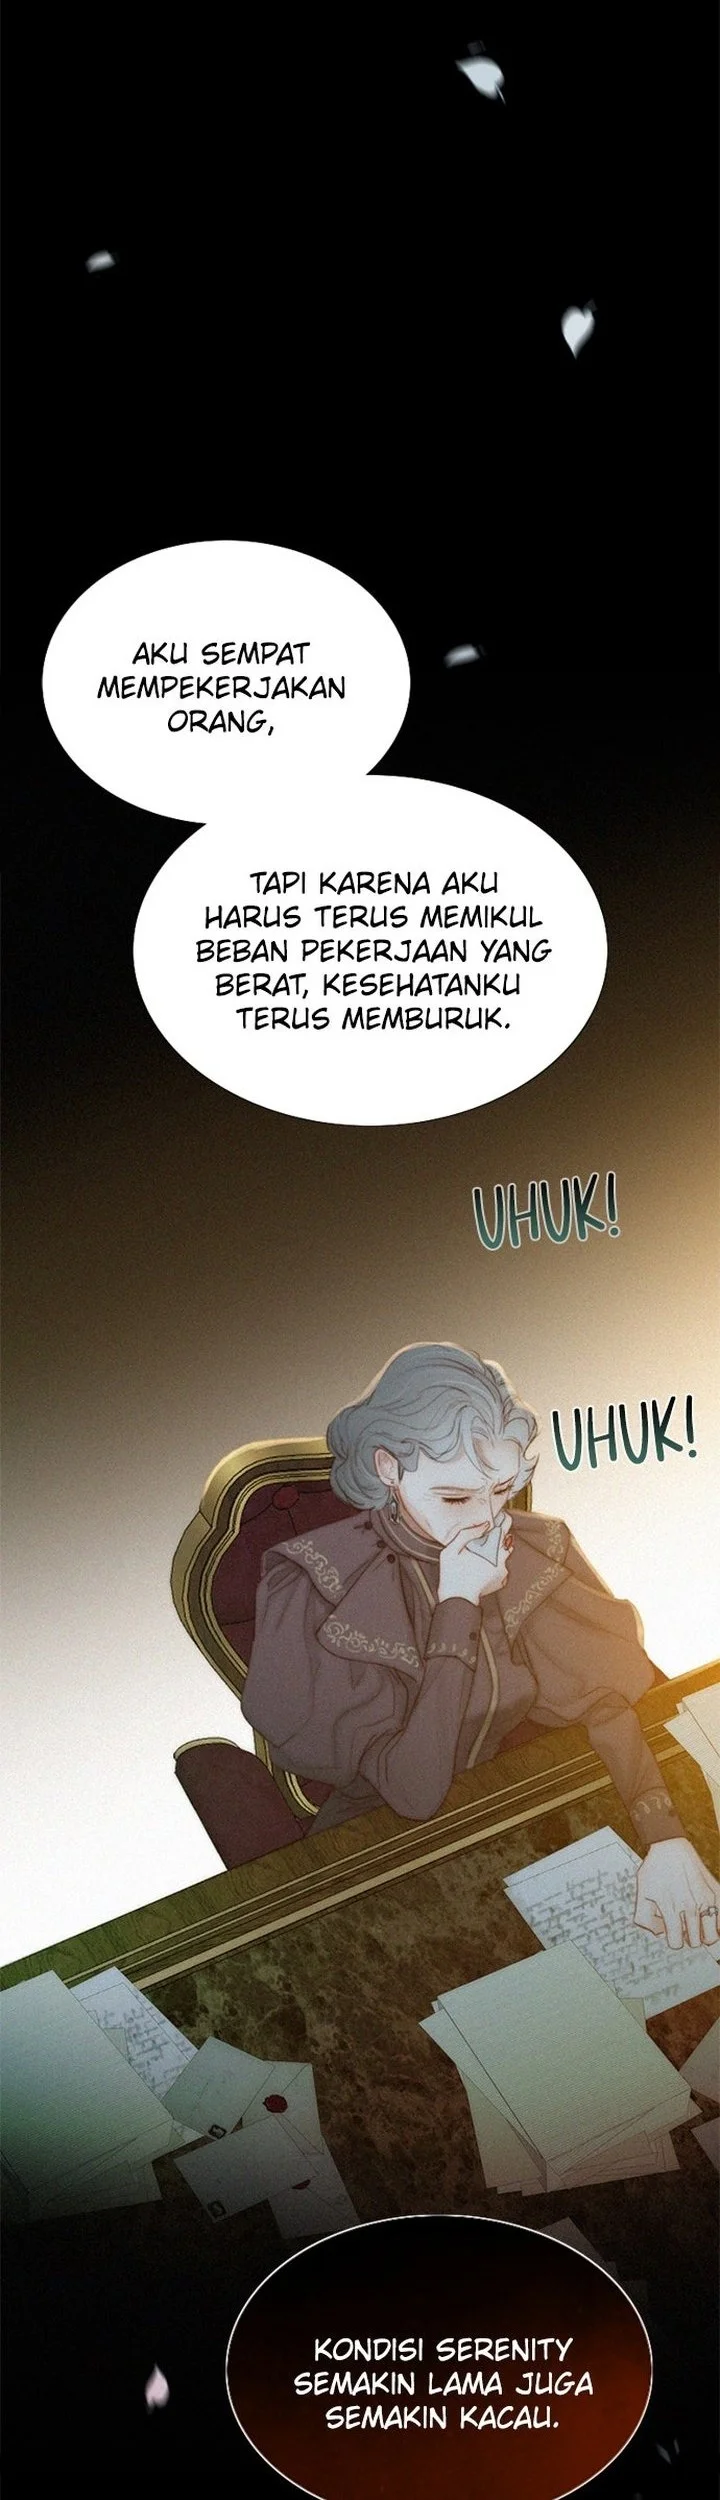 AKU SEMPAT
MEMPEKERJAKAN
ORANG,
TAPI KARENA AKU
HARUS TERUS MEMIKUL
BEBAN PEKERJAAN YANG
BERAT, KESEHATANKU
TERUS MEMBURUK.
UHUK!
UHUK!
KONDISI SERENITY
SEMAKIN LAMA JUGA
SEMAKIN KACAU.